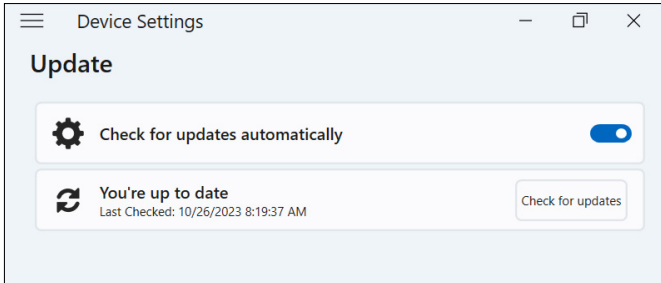 Device Settings
Update
Check for updates automatically
You're up to date
Last Checked: 10/26/2023 8:19:37 AM
Check for updates